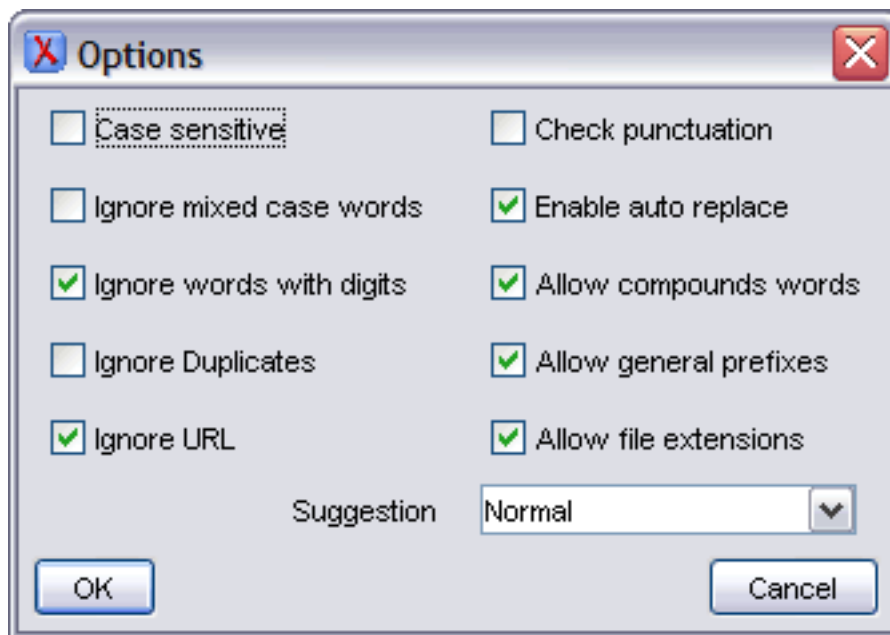 Options
Case sensitive Check punctuation
Ignore mixed case words Enable auto replace
Ignore words with digits Allow compounds words
Ignore Duplicates Allow general prefixes
Ignore URL Allow file extensions
Suggestion Normal
OK Cancel